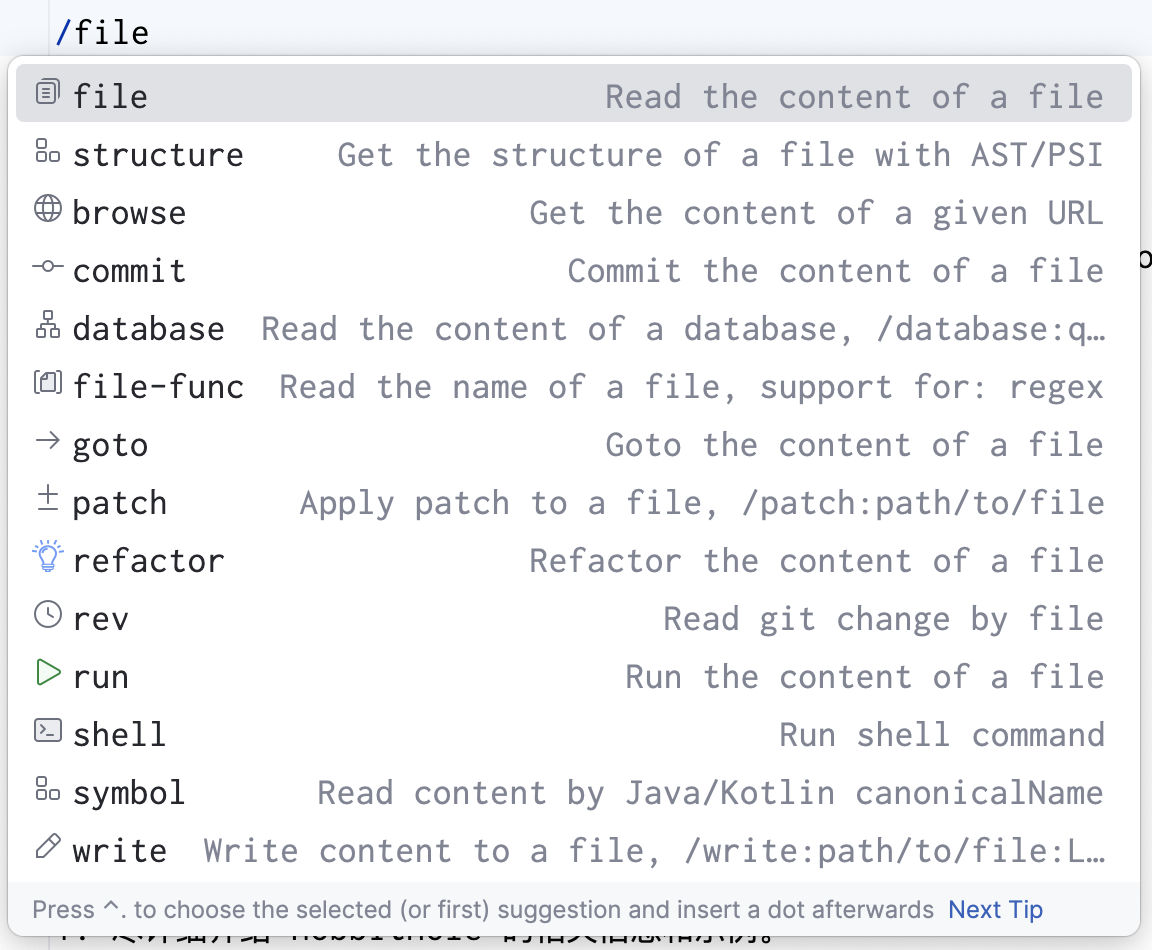 /file
file Read the content of a file
structure Get the structure of a file with AST/PSI
browse Get the content of a given URL
commit Commit the content of a file
database Read the content of a database, /database:q…
file-func Read the name of a file, support for: regex
goto Goto the content of a file
patch Apply patch to a file, /patch:path/to/file
refactor Refactor the content of a file
rev Read git change by file
run Run the content of a file
shell Run shell command
symbol Read content by Java/Kotlin canonicalName
write Write content to a file, /write:path/to/file:L…
Press ^. to choose the selected (or first) suggestion and insert a dot afterwards Next Tip